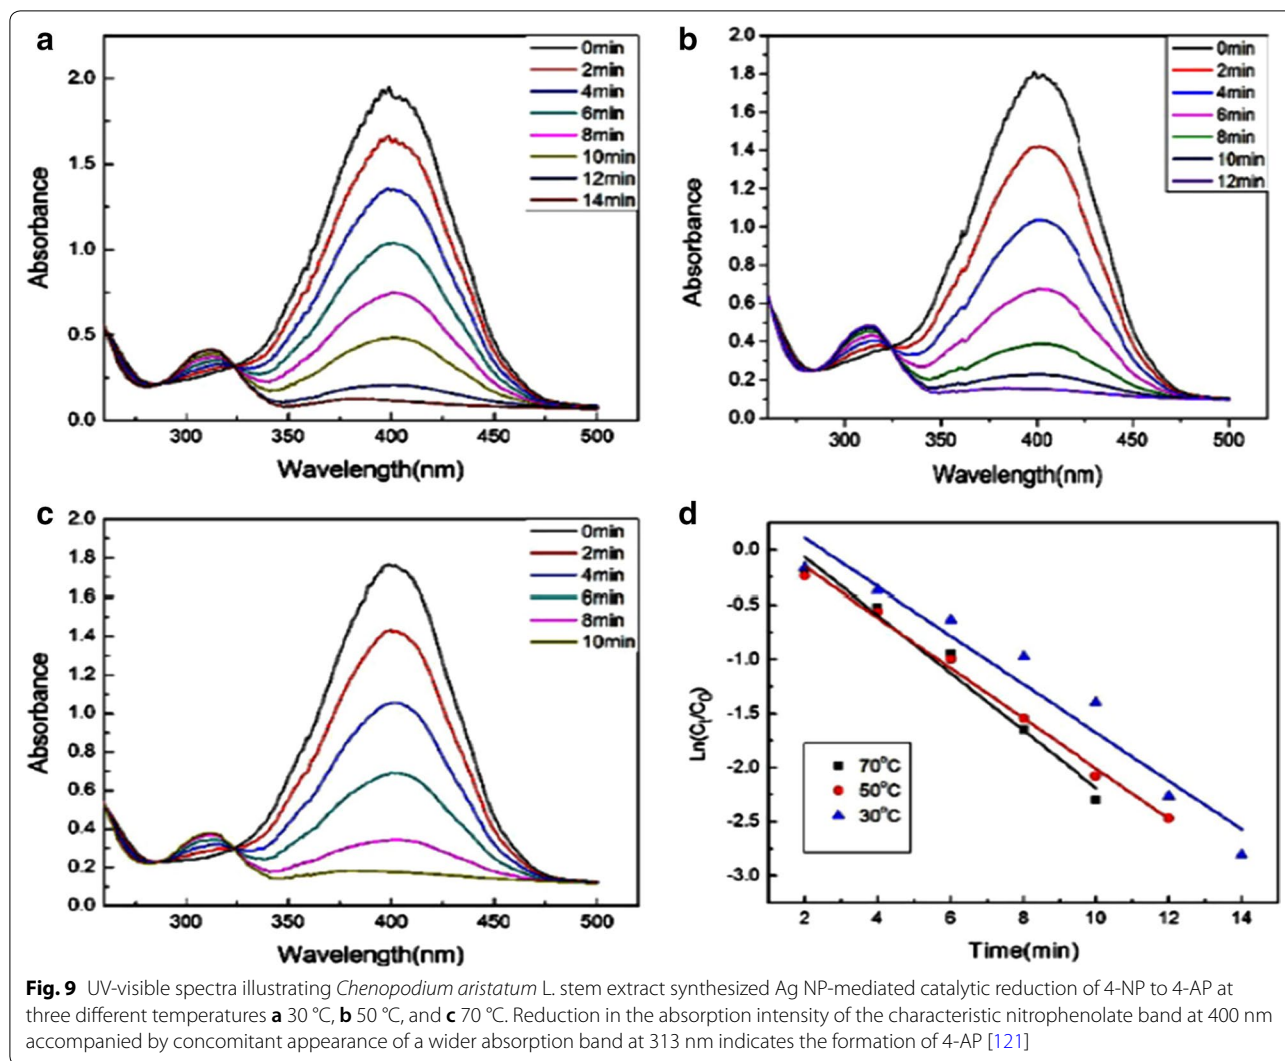 a
0min
2min
4min
6min
8min
10min
12min
14min
2.0
1.5
1.0
0.5
0.0
Absorbance
300 350 400 450 500
Wavelength(nm)
b
0min
2min
4min
6min
8min
10min
12min
2.0
1.8
1.6
1.4
1.2
1.0
0.8
0.6
0.4
0.2
0.0
Absorbance
300 350 400 450 500
Wavelength(nm)
c
0min
2min
4min
6min
8min
10min
2.0
1.8
1.6
1.4
1.2
1.0
0.8
0.6
0.4
0.2
0.0
Absorbance
300 350 400 450 500
Wavelength(nm)
d
0.0
-0.5
-1.0
-1.5
-2.0
-2.5
-3.0
Ln(Ct/C0)
70°C
50°C
30°C
2 4 6 8 10 12 14
Time(min)
Fig. 9 UV-visible spectra illustrating Chenopodium aristatum L. stem extract synthesized Ag NP-mediated catalytic reduction of 4-NP to 4-AP at
three different temperatures a 30 °C, b 50 °C, and c 70 °C. Reduction in the absorption intensity of the characteristic nitrophenolate band at 400 nm
accompanied by concomitant appearance of a wider absorption band at 313 nm indicates the formation of 4-AP [121]